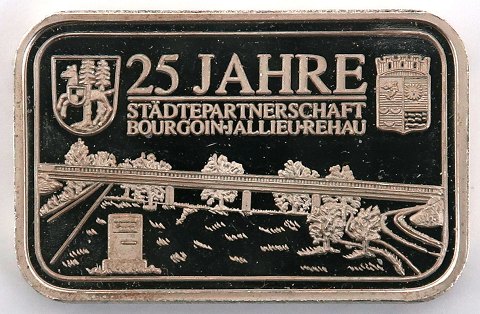 25 JAHRE
STÄDTEPARTNERSCHAFT
BOURGOIN-JALLIEU-REHAU